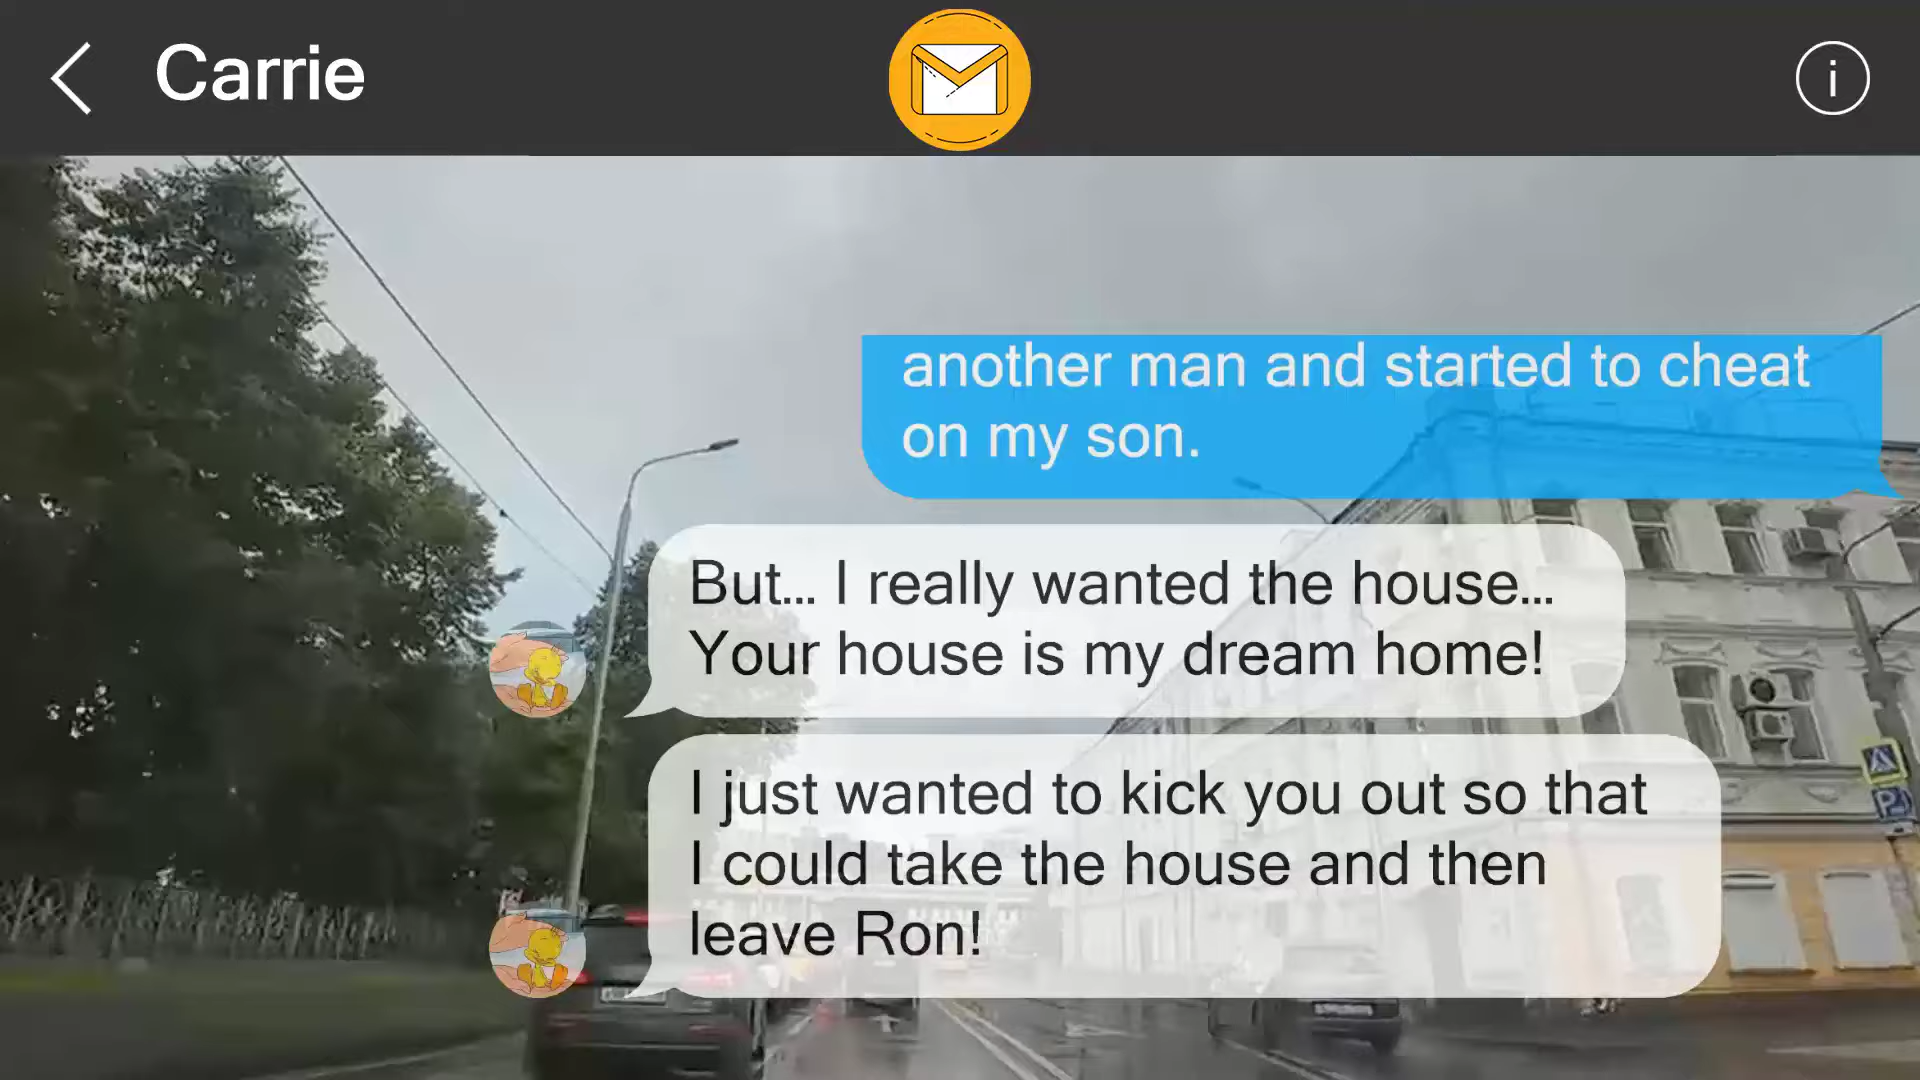 Carrie
i
another man and started to cheat
on my son.
But... I really wanted the house...
Your house is my dream home!
I just wanted to kick you out so that
I could take the house and then
leave Ron!
P